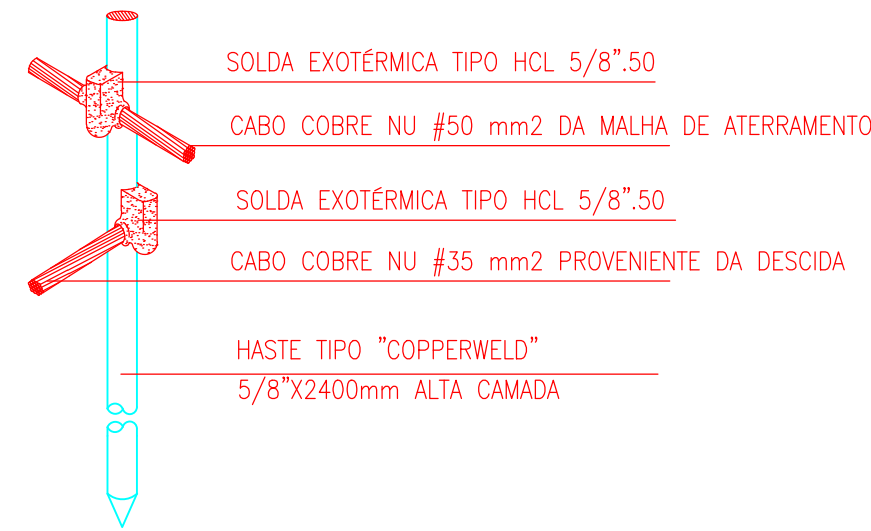 SOLDA EXOTÉRMICA TIPO HCL 5/8”.50
CABO COBRE NU #50 mm2 DA MALHA DE ATERRAMENTO
SOLDA EXOTÉRMICA TIPO HCL 5/8”.50
CABO COBRE NU #35 mm2 PROVENIENTE DA DESCIDA
HASTE TIPO ”COPPERWELD”
5/8”X2400mm ALTA CAMADA